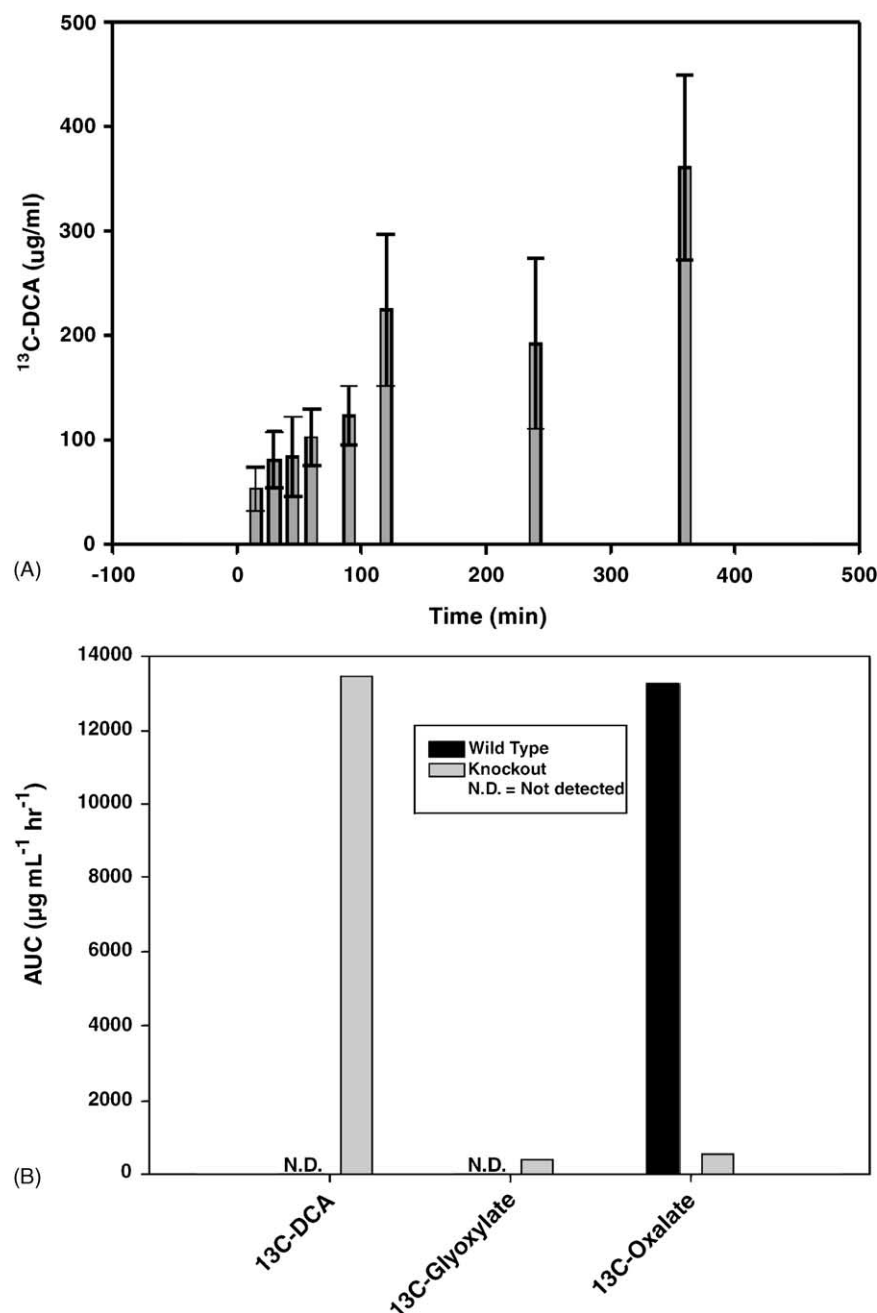 500
400
300
200
100
0
¹³C-DCA (µg/ml)
-100 0 100 200 300 400 500
Time (min)
(A)
14000
12000
10000
8000
6000
4000
2000
0
AUC (µg mL⁻¹ hr⁻¹)
Wild Type
Knockout
N.D. = Not detected
N.D. N.D.
13C-DCA
13C-Glyoxylate
13C-Oxalate
(B)